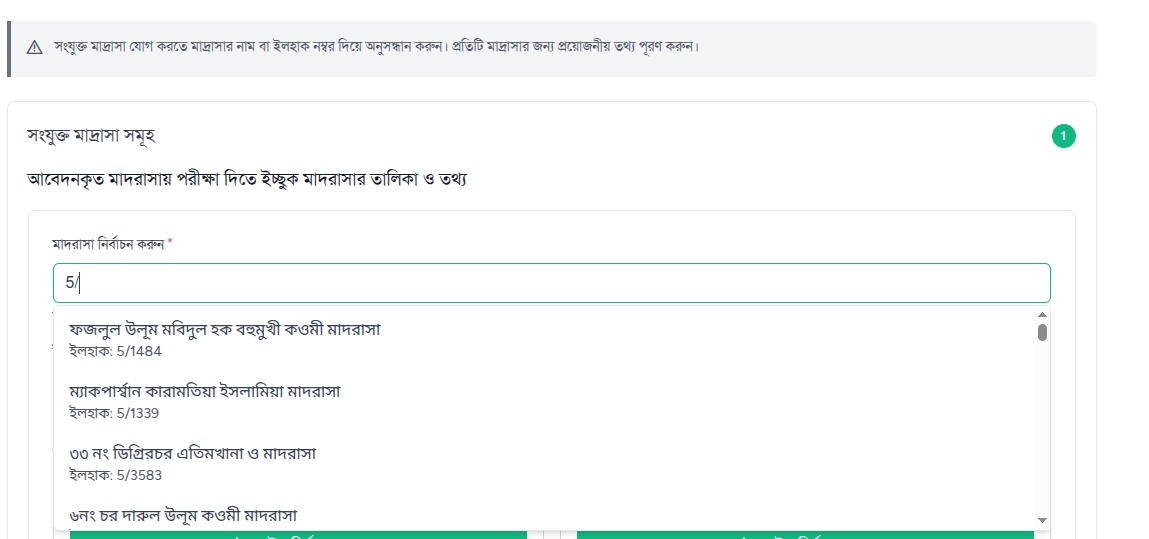 সংযুক্ত মাদ্রাসা যোগ করতে মাদ্রাসার নাম বা ইলহাক নম্বর দিয়ে অনুসন্ধান করুন। প্রতিটি মাদ্রাসার জন্য প্রয়োজনীয় তথ্য পূরণ করুন।
সংযুক্ত মাদ্রাসা সমূহ
1
আবেদনকৃত মাদরাসায় পরীক্ষা দিতে ইচ্ছুক মাদরাসার তালিকা ও তথ্য
মাদরাসা নির্বাচন করুন *
5/
ফজলুল উলূম মবিদুল হক বহুমুখী কওমী মাদরাসা
ইলহাক: 5/1484
ম্যাকপার্শ্বান কারামতিয়া ইসলামিয়া মাদরাসা
ইলহাক: 5/1339
৩৩ নং ডিগ্রিরচর এতিমখানা ও মাদরাসা
ইলহাক: 5/3583
৬নং চর দারুল উলূম কওমী মাদরাসা